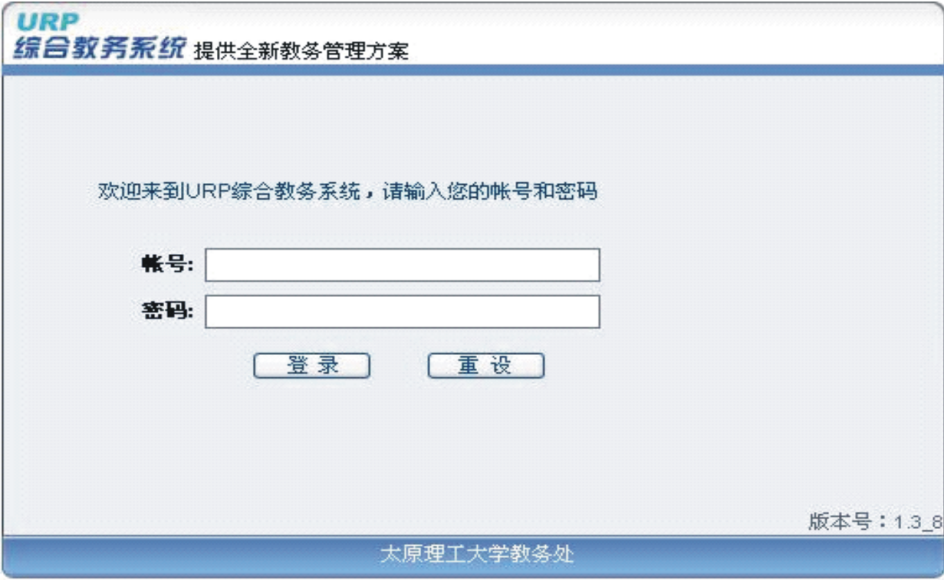 URP
综合教务系统 提供全新教务管理方案
欢迎来到URP综合教务系统，请输入您的帐号和密码
帐号:
密码:
登 录 重 设
版本号：1.3_8
太原理工大学教务处